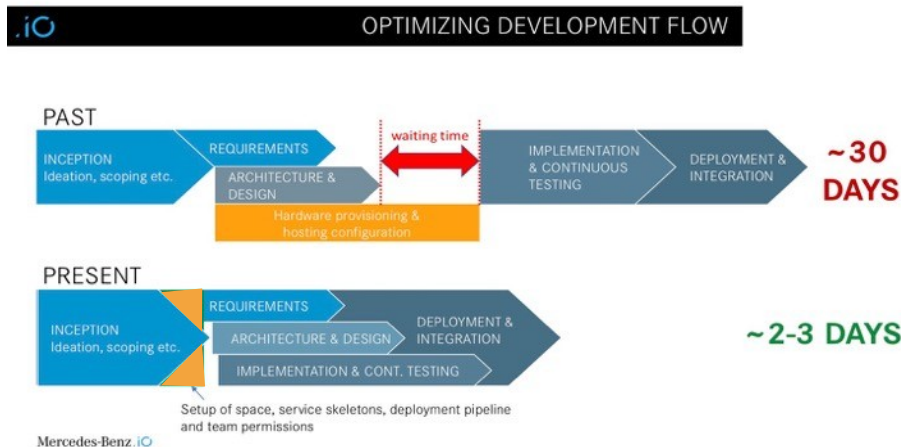 .iO
OPTIMIZING DEVELOPMENT FLOW
PAST
INCEPTION
Ideation, scoping etc.
REQUIREMENTS
ARCHITECTURE &
DESIGN
Hardware provisioning &
hosting configuration
waiting time
IMPLEMENTATION
& CONTINUOUS
TESTING
DEPLOYMENT &
INTEGRATION
~30
DAYS
PRESENT
INCEPTION
Ideation, scoping etc.
REQUIREMENTS
ARCHITECTURE & DESIGN
IMPLEMENTATION & CONT. TESTING
DEPLOYMENT &
INTEGRATION
~2-3 DAYS
Setup of space, service skeletons, deployment pipeline
and team permissions
Mercedes-Benz.iO